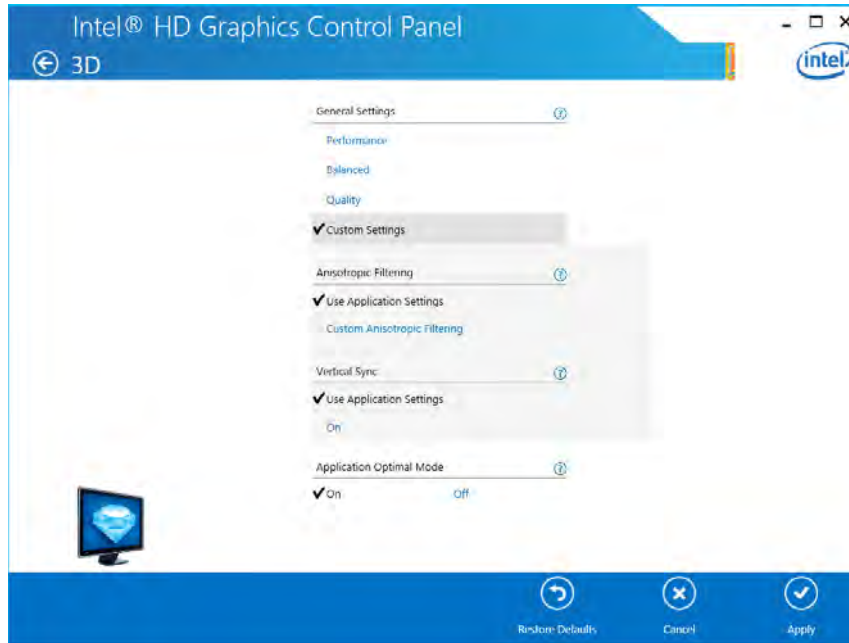 Intel® HD Graphics Control Panel
3D
intel
General Settings
Performance
Balanced
Quality
Custom Settings
Anisotropic Filtering
Use Application Settings
Custom Anisotropic Filtering
Vertical Sync
Use Application Settings
On
Application Optimal Mode
On Off
Restore Defaults Cancel Apply